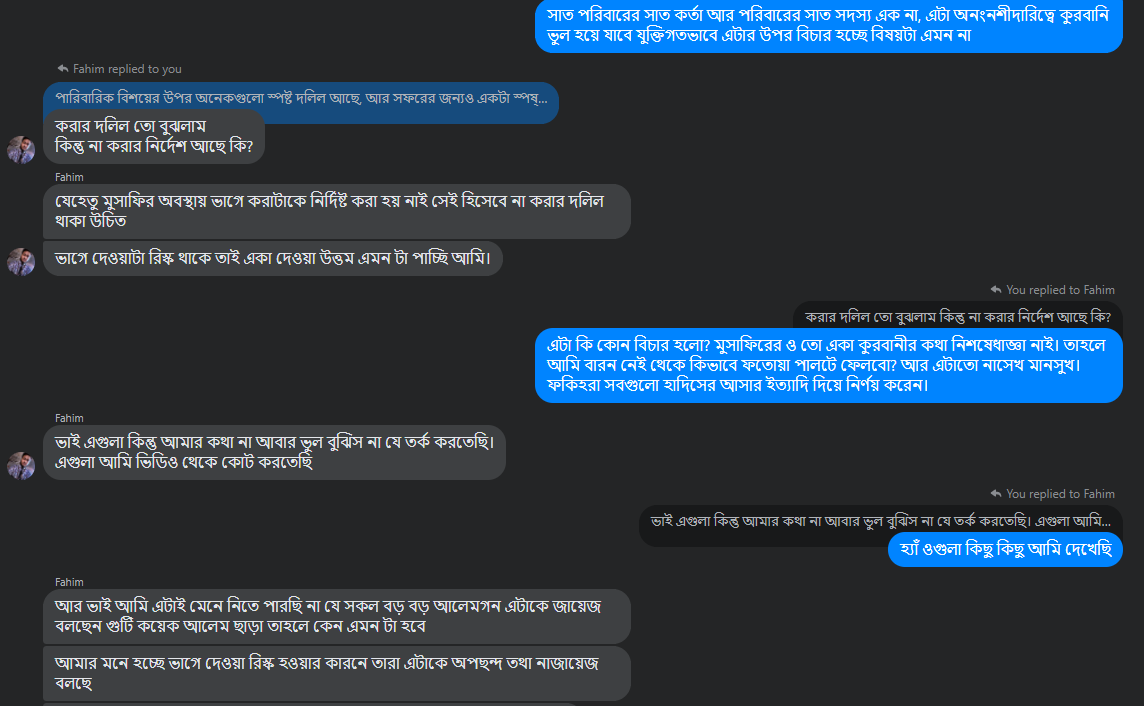 সাত পরিবারের সাত কর্তা আর পরিবারের সাত সদস্য এক না, এটা অনংনশীদারিত্বে কুরবানি
ভুল হয়ে যাবে যুক্তিগতভাবে এটার উপর বিচার হচ্ছে বিষয়টা এমন না
Fahim replied to you
পারিবারিক বিশয়ের উপর অনেকগুলো স্পষ্ট দলিল আছে, আর সফরের জন্যও একটা স্পষ্...
করার দলিল তো বুঝলাম
কিন্তু না করার নির্দেশ আছে কি?
Fahim
যেহেতু মুসাফির অবস্থায় ভাগে করাটাকে নির্দিষ্ট করা হয় নাই সেই হিসেবে না করার দলিল
থাকা উচিত
ভাগে দেওয়াটা রিস্ক থাকে তাই একা দেওয়া উত্তম এমন টা পাচ্ছি আমি।
You replied to Fahim
করার দলিল তো বুঝলাম কিন্তু না করার নির্দেশ আছে কি?
এটা কি কোন বিচার হলো? মুসাফিরের ও তো একা কুরবানীর কথা নিশষেধাজ্ঞা নাই। তাহলে
আমি বারন নেই থেকে কিভাবে ফতোয়া পালটে ফেলবো? আর এটাতো নাসেখ মানসুখ।
ফকিহরা সবগুলো হাদিসের আসার ইত্যাদি দিয়ে নির্ণয় করেন।
Fahim
ভাই এগুলা কিন্তু আমার কথা না আবার ভুল বুঝিস না যে তর্ক করতেছি।
এগুলা আমি ভিডিও থেকে কোট করতেছি
You replied to Fahim
ভাই এগুলা কিন্তু আমার কথা না আবার ভুল বুঝিস না যে তর্ক করতেছি। এগুলা আমি...
হ্যাঁ ওগুলা কিছু কিছু আমি দেখেছি
Fahim
আর ভাই আমি এটাই মেনে নিতে পারছি না যে সকল বড় বড় আলেমগন এটাকে জায়েজ
বলছেন গুটি কয়েক আলেম ছাড়া তাহলে কেন এমন টা হবে
আমার মনে হচ্ছে ভাগে দেওয়া রিস্ক হওয়ার কারনে তারা এটাকে অপছন্দ তথা নাজায়েজ
বলছে